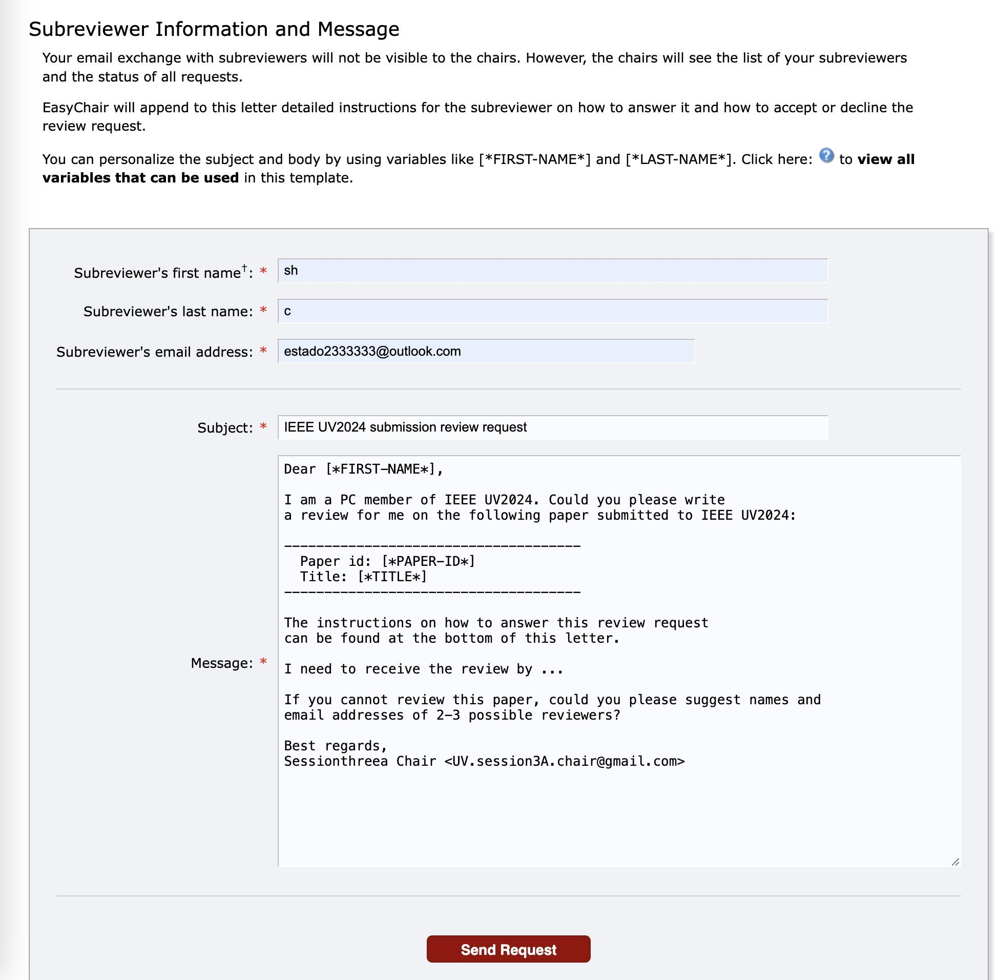 Subreviewer Information and Message
Your email exchange with subreviewers will not be visible to the chairs. However, the chairs will see the list of your subreviewers
and the status of all requests.
EasyChair will append to this letter detailed instructions for the subreviewer on how to answer it and how to accept or decline the
review request.
You can personalize the subject and body by using variables like [*FIRST-NAME*] and [*LAST-NAME*]. Click here: ? to view all
variables that can be used in this template.
Subreviewer's first name†: * sh
Subreviewer's last name: * c
Subreviewer's email address: * estado2333333@outlook.com
Subject: * IEEE UV2024 submission review request
Dear [*FIRST-NAME*],
I am a PC member of IEEE UV2024. Could you please write
a review for me on the following paper submitted to IEEE UV2024:
-------------------------------------
Paper id: [*PAPER-ID*]
Title: [*TITLE*]
-------------------------------------
The instructions on how to answer this review request
can be found at the bottom of this letter.
Message: *
I need to receive the review by ...
If you cannot review this paper, could you please suggest names and
email addresses of 2-3 possible reviewers?
Best regards,
Sessionthreea Chair <UV.session3A.chair@gmail.com>
Send Request